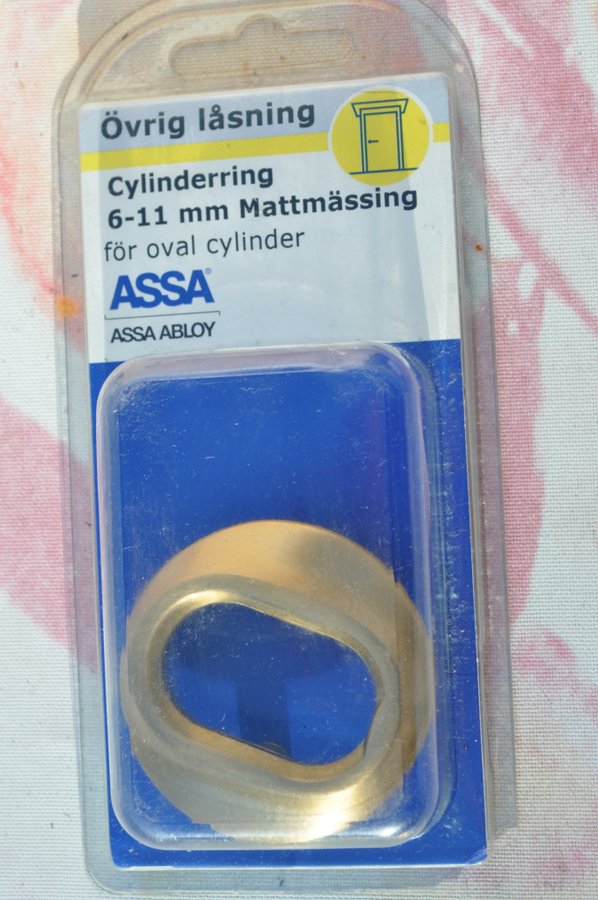 Övrig låsning
Cylinderring
6-11 mm Mattmässing
för oval cylinder
ASSA®
ASSA ABLOY